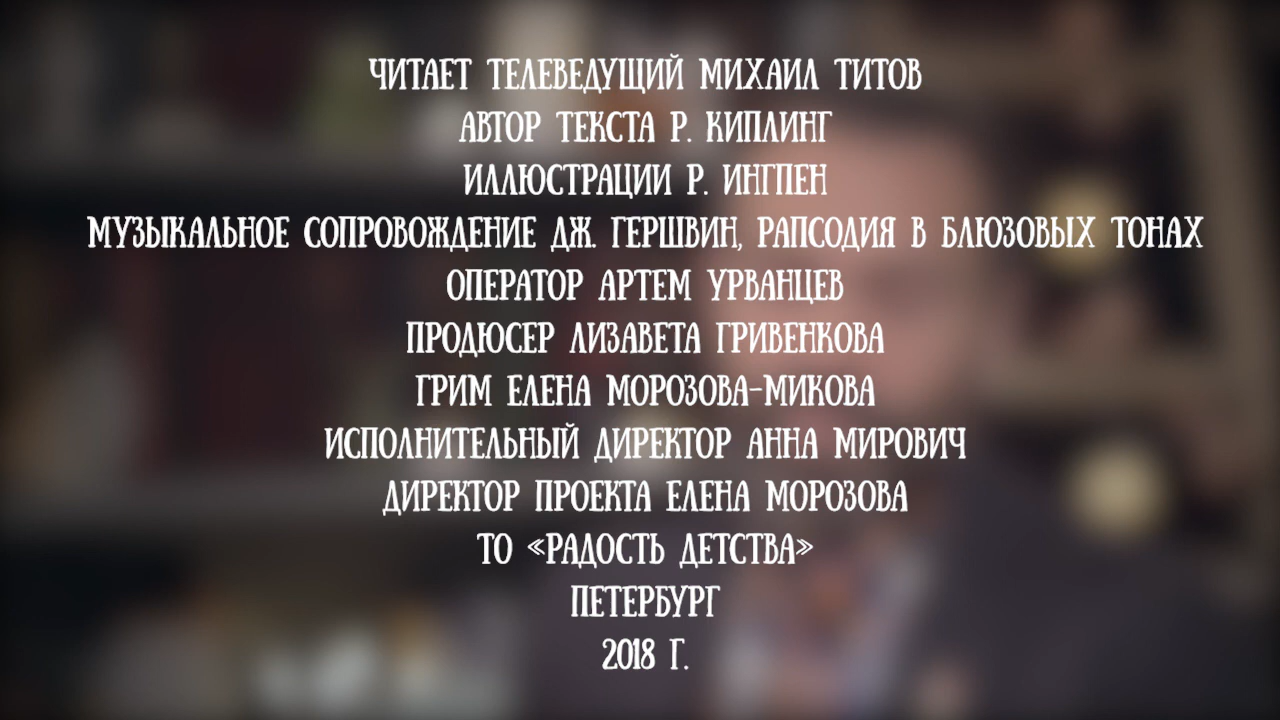 ЧИТАЕТ ТЕЛЕВЕДУЩИЙ МИХАИЛ ТИТОВ
АВТОР ТЕКСТА Р. КИПЛИНГ
ИЛЛЮСТРАЦИИ Р. ИНГПЕН
МУЗЫКАЛЬНОЕ СОПРОВОЖДЕНИЕ ДЖ. ГЕРШВИН, РАПСОДИЯ В БЛЮЗОВЫХ ТОНАХ
ОПЕРАТОР АРТЕМ УРВАНЦЕВ
ПРОДЮСЕР ЛИЗАВЕТА ГРИВЕНКОВА
ГРИМ ЕЛЕНА МОРОЗОВА-МИКОВА
ИСПОЛНИТЕЛЬНЫЙ ДИРЕКТОР АННА МИРОВИЧ
ДИРЕКТОР ПРОЕКТА ЕЛЕНА МОРОЗОВА
ТО «РАДОСТЬ ДЕТСТВА»
ПЕТЕРБУРГ
2018 Г.